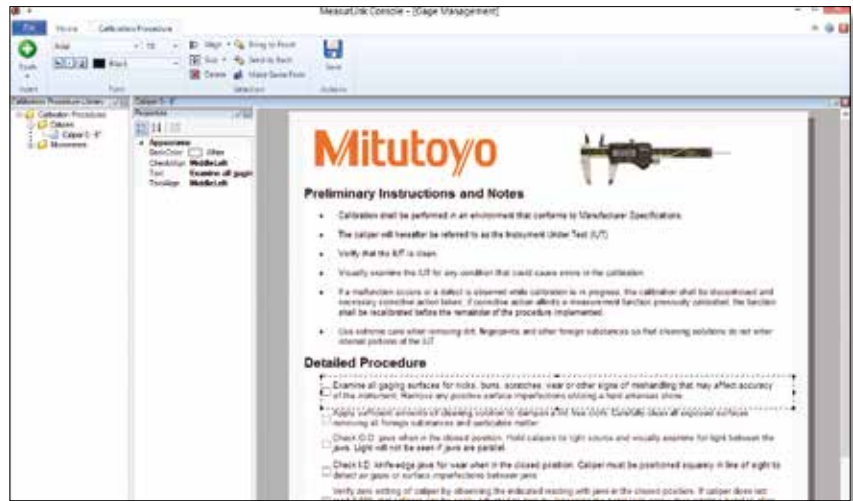 MeasurLink Console - [Gage Management]
Home Calibration Procedure
Arial 10 Align Bring to Front
Tools Black Size Send to Back Save
Delete Make Same Size
Insert Font Selection Actions
Calibration Procedure Library Caliper 0- 6"
Calibration Procedures Properties
Calipers
Caliper 0- 6" Appearance
Micrometers BackColor White
CheckAlign MiddleLeft
Text Examine all gagin
TextAlign MiddleLeft
Mitutoyo
Preliminary Instructions and Notes
• Calibration shall be performed in an environment that conforms to Manufacturer Specifications.
• The caliper will hereafter be referred to as the Instrument Under Test (IUT)
• Verify that the IUT is clean.
• Visually examine the IUT for any condition that could cause errors in the calibration
• If a malfunction occurs or a defect is observed while calibration is in progress, the calibration shall be discontinued and
necessary corrective action taken; if corrective action affects a measurement function previously calibrated, the function
shall be recalibrated before the remainder of the procedure implemented.
• Use extreme care when removing dirt, fingerprints and other foreign substances so that cleaning solutions do not enter
internal portions of the IUT
Detailed Procedure
Examine all gaging surfaces for nicks, burrs, scratches, wear or other signs of mishandling that may affect accuracy
of the instrument. Remove any positive surface imperfections utilizing a hard arkansas stone.
Apply sufficient amounts of cleaning solution to dampen a lint free cloth. Carefully clean all exposed surfaces
removing all foreign substances and particulate matter
Check O.D. jaws when in the closed position. Hold calipers to light source and visually examine for light between the
jaws. Light will not be seen if jaws are parallel.
Check I.D. knife-edge jaws for wear when in the closed position. Caliper must be positioned squarely in line of sight to
detect air gaps or surface imperfections between jaws
Verify zero setting of caliper by observing the indicated reading with jaws in the closed position. If caliper does not